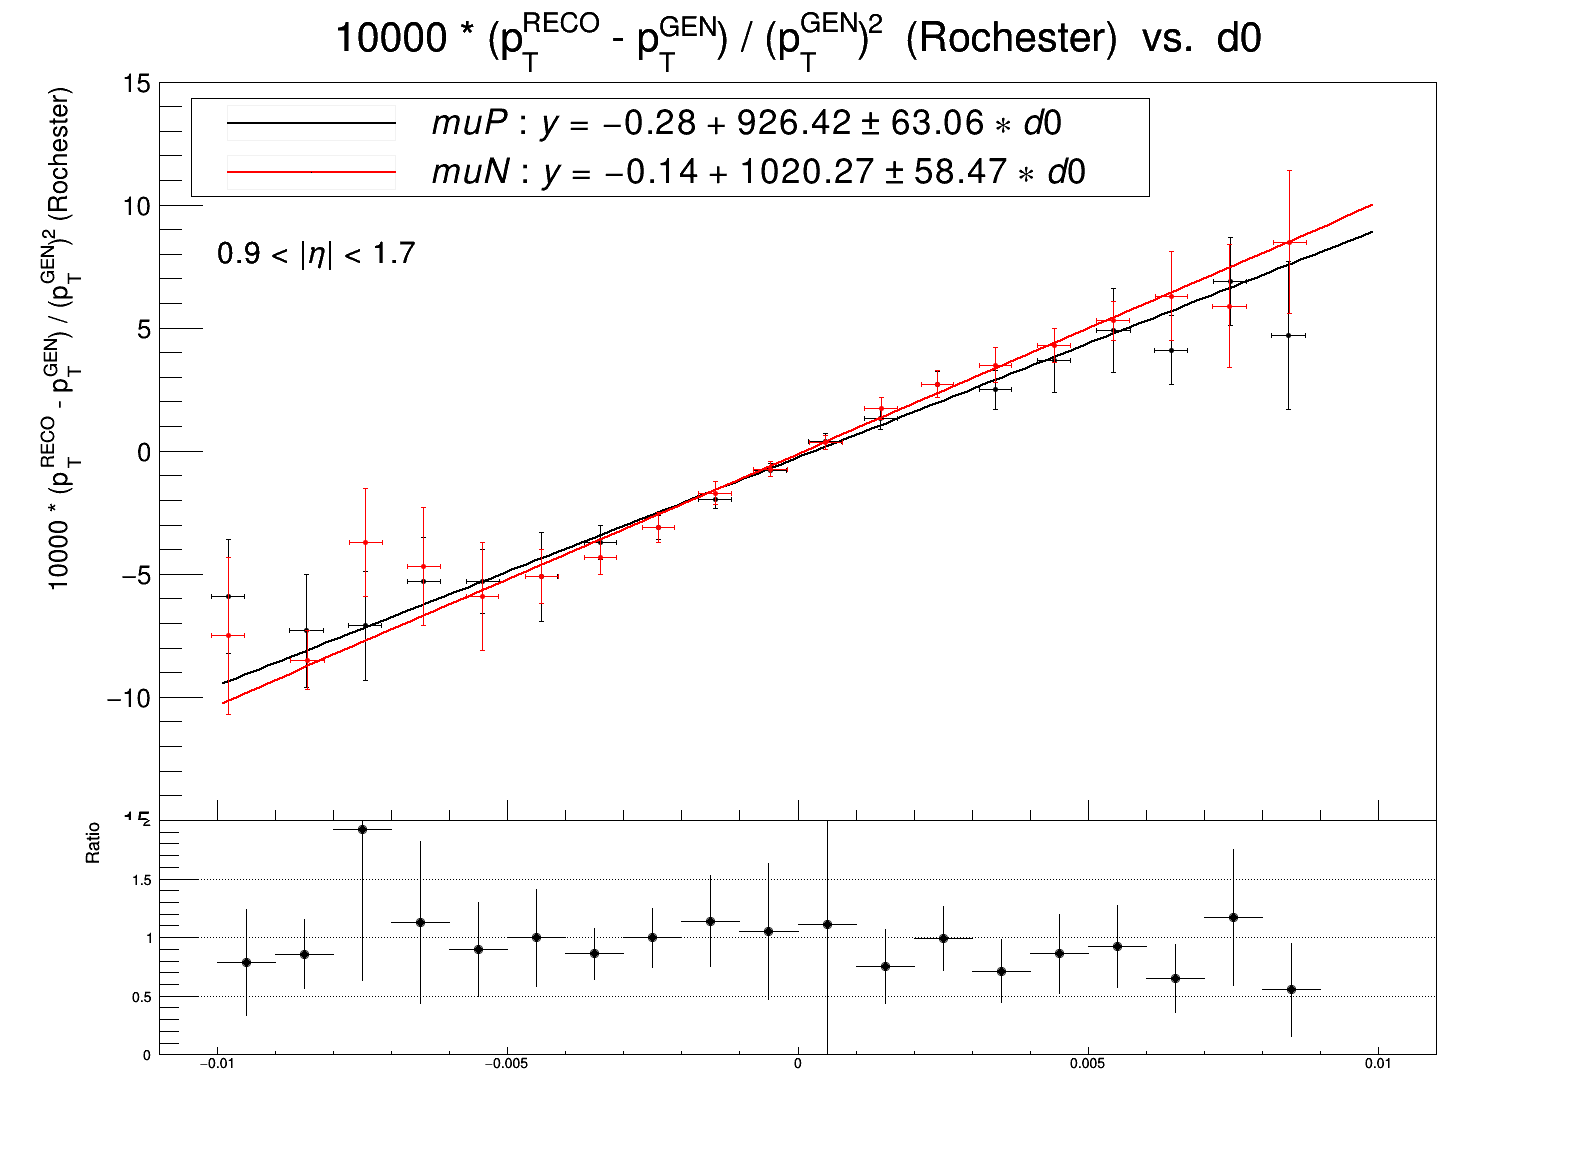 10000 * (p_T^RECO - p_T^GEN) / (p_T^GEN)^2 (Rochester) vs. d0
10000 * (p_T^RECO - p_T^GEN) / (p_T^GEN)^2 (Rochester)
15
10
5
0
−5
−10
muP : y = −0.28 + 926.42 ± 63.06 ∗ d0
muN : y = −0.14 + 1020.27 ± 58.47 ∗ d0
0.9 < |η| < 1.7
Ratio
2
1.5
1
0.5
0
−0.01 −0.005 0 0.005 0.01